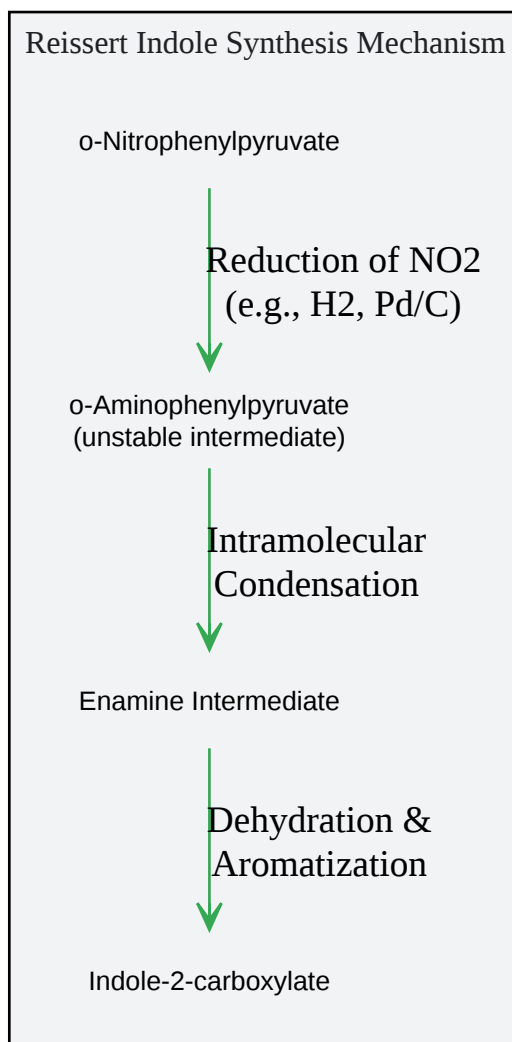 Reissert Indole Synthesis Mechanism
o-Nitrophenylpyruvate
Reduction of NO2
(e.g., H2, Pd/C)
o-Aminophenylpyruvate
(unstable intermediate)
Intramolecular
Condensation
Enamine Intermediate
Dehydration &
Aromatization
Indole-2-carboxylate